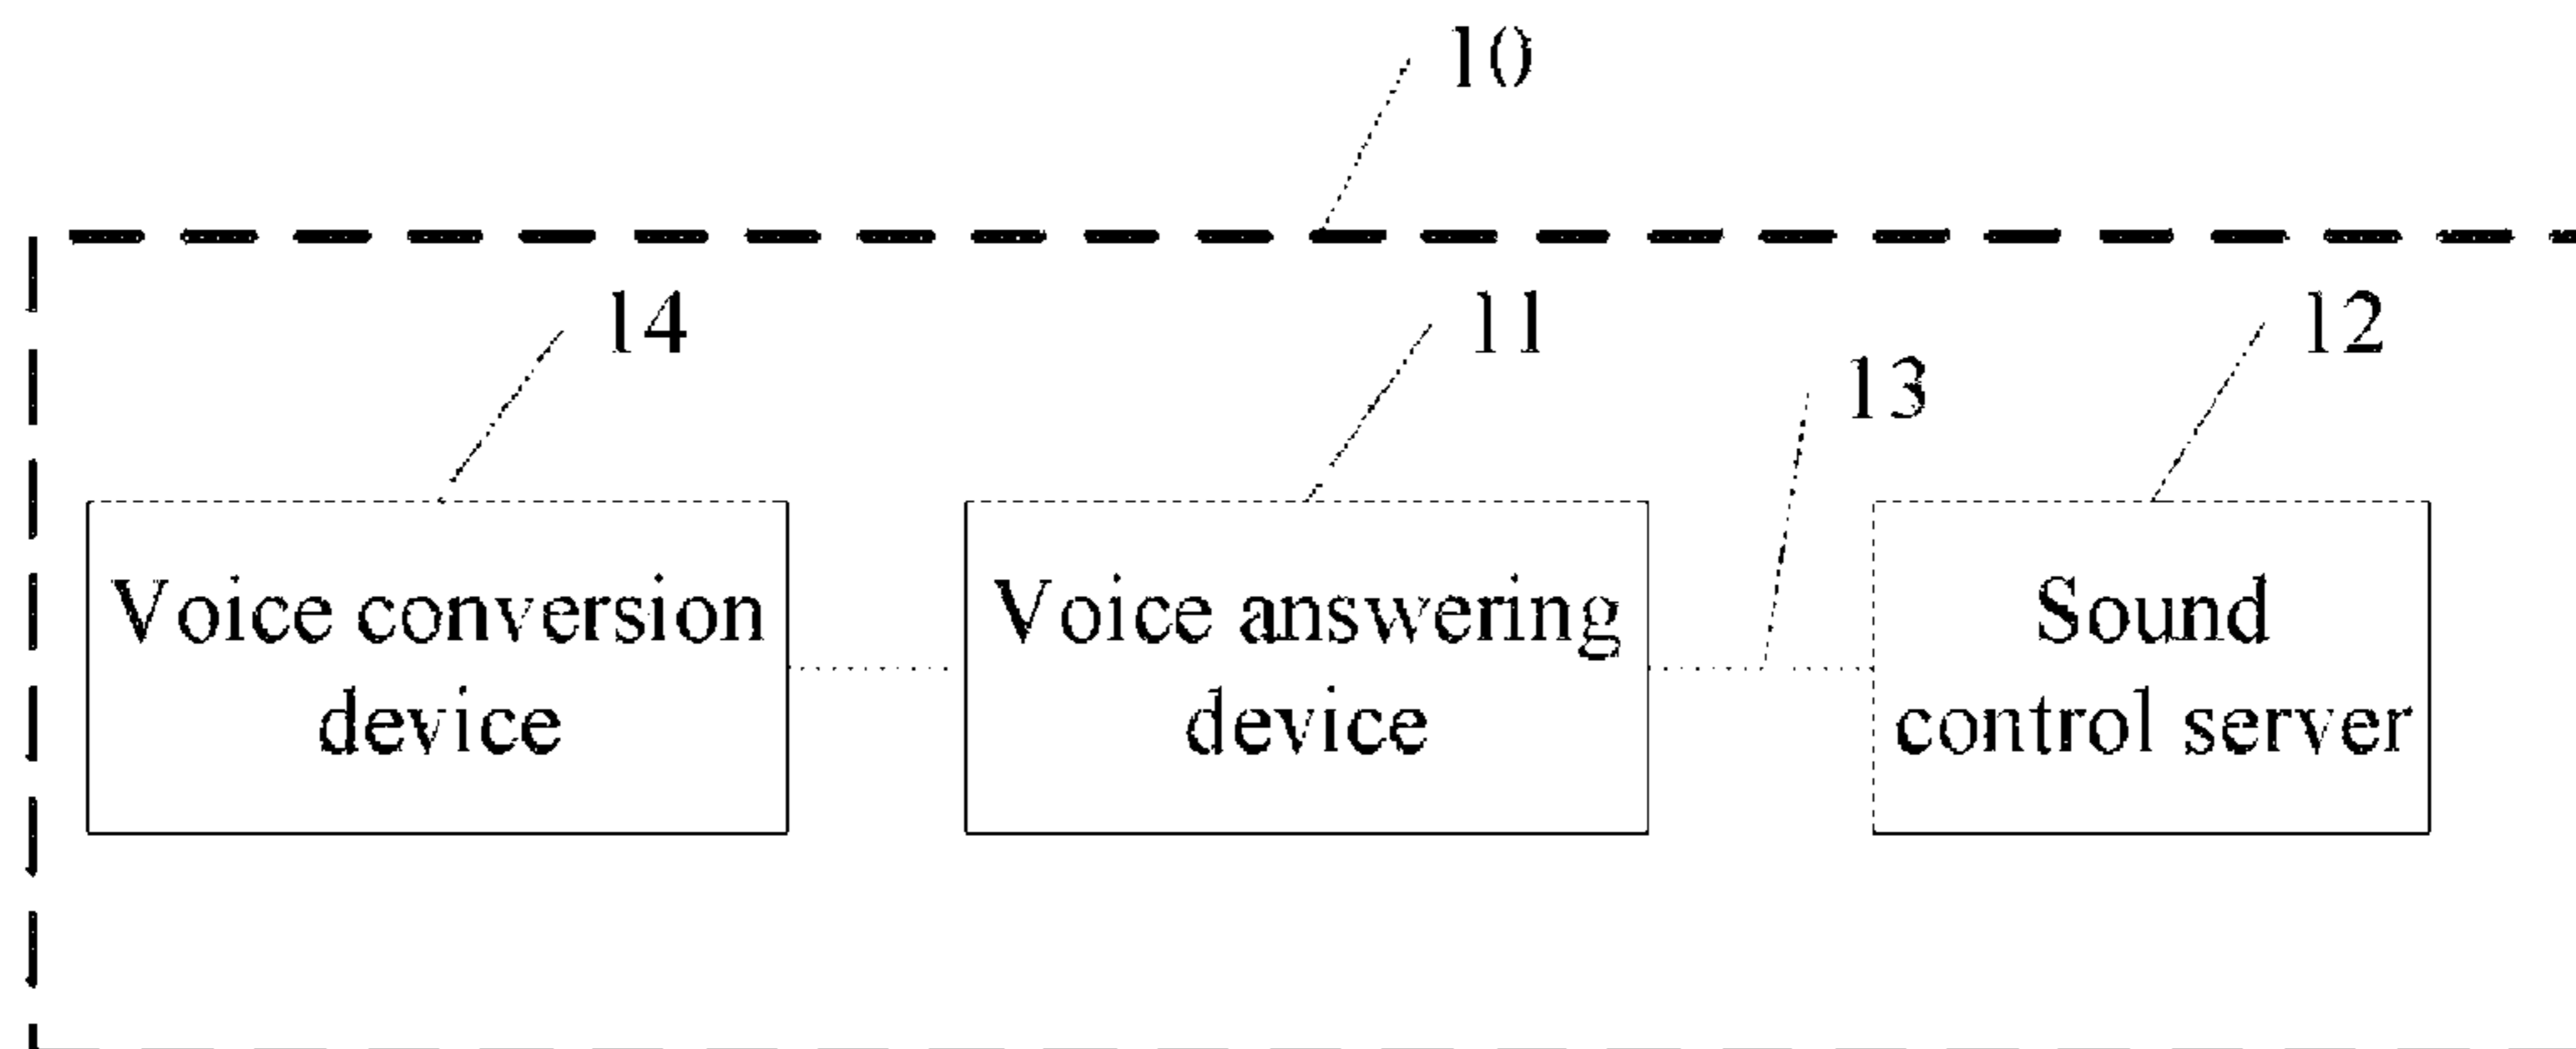 10
14
11
12
13
Voice conversion
device
Voice answering
device
Sound
control server